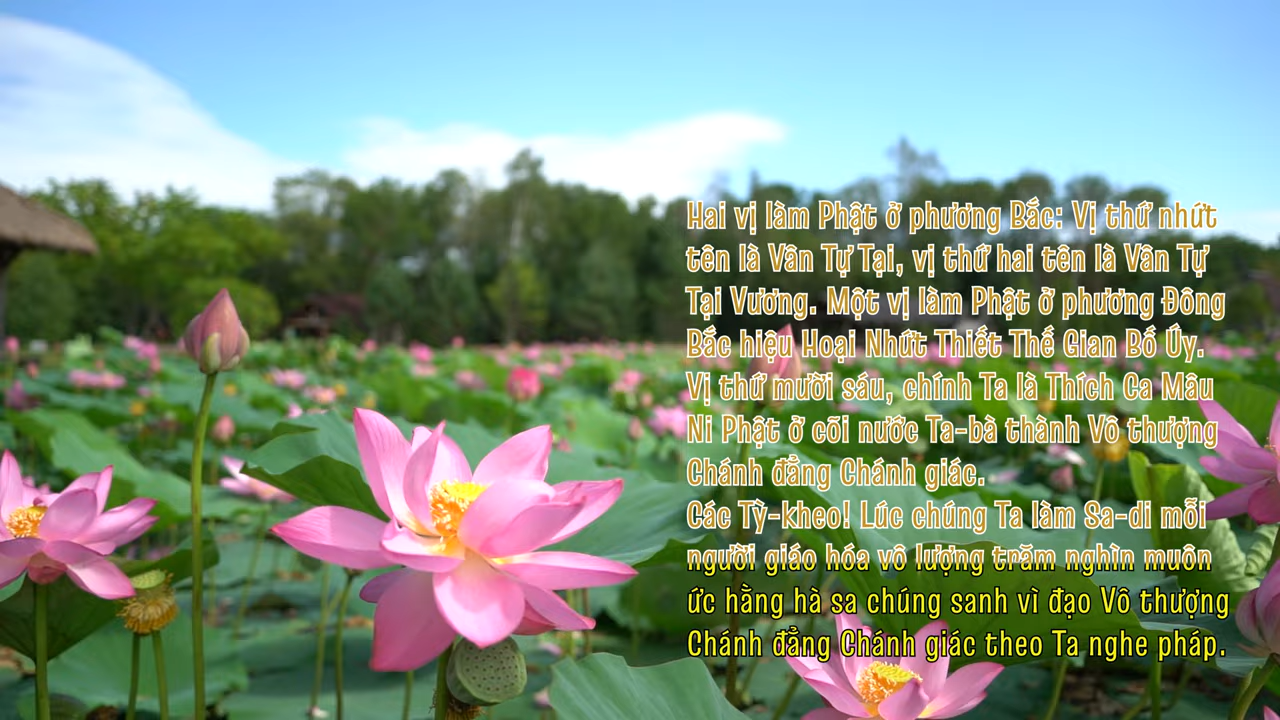 Hai vị làm Phật ở phương Bắc: Vị thứ nhứt
tên là Vân Tự Tại, vị thứ hai tên là Vân Tự
Tại Vương. Một vị làm Phật ở phương Đông
Bắc hiệu Hoại Nhứt Thiết Thế Gian Bố Úy.
Vị thứ mười sáu, chính Ta là Thích Ca Mâu
Ni Phật ở cõi nước Ta-bà thành Vô thượng
Chánh đẳng Chánh giác.
Các Tỳ-kheo! Lúc chúng Ta làm Sa-di mỗi
người giáo hóa vô lượng trăm nghìn muôn
ức hằng hà sa chúng sanh vì đạo Vô thượng
Chánh đẳng Chánh giác theo Ta nghe pháp.